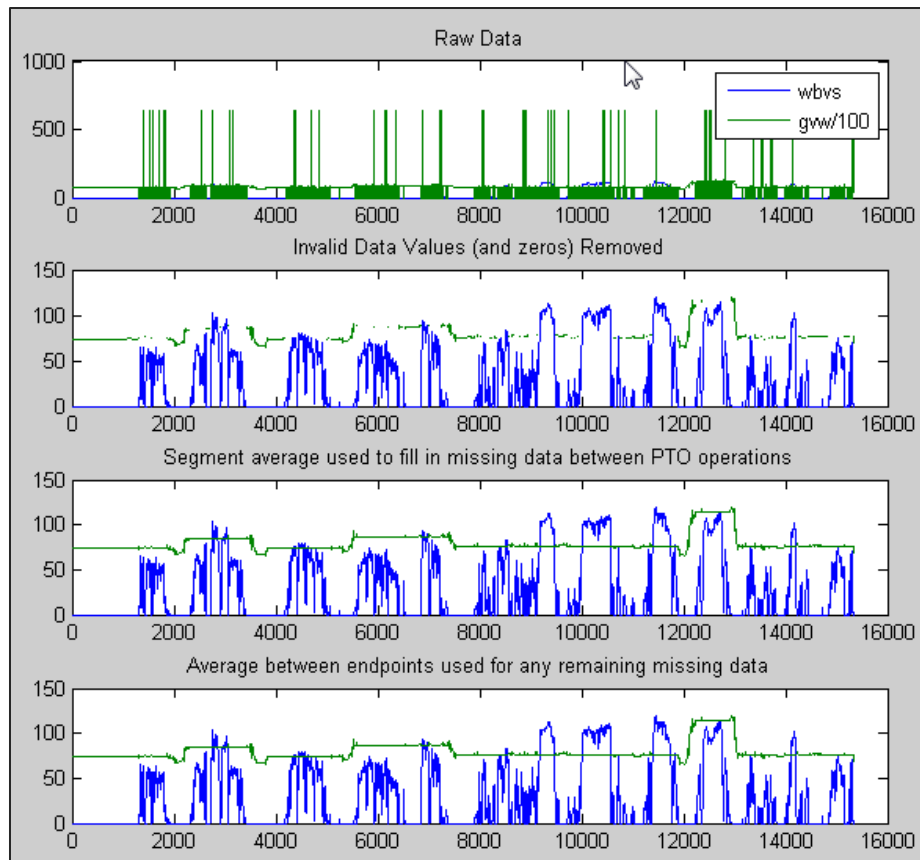 Raw Data
1000
500
0
wbvs
gvw/100
0 2000 4000 6000 8000 10000 12000 14000 16000
Invalid Data Values (and zeros) Removed
150
100
50
0
0 2000 4000 6000 8000 10000 12000 14000 16000
Segment average used to fill in missing data between PTO operations
150
100
50
0
0 2000 4000 6000 8000 10000 12000 14000 16000
Average between endpoints used for any remaining missing data
150
100
50
0
0 2000 4000 6000 8000 10000 12000 14000 16000